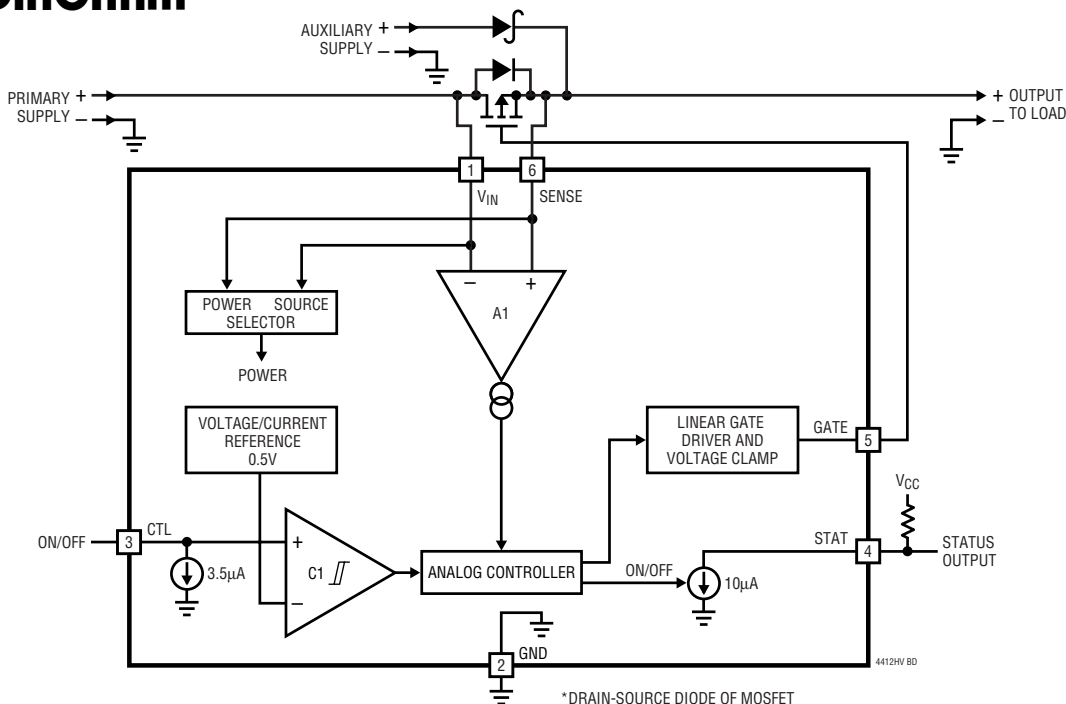 AUXILIARY +
SUPPLY –
PRIMARY +
SUPPLY –
+ OUTPUT
– TO LOAD
1
6
VIN
SENSE
– +
A1
POWER SOURCE
SELECTOR
POWER
VOLTAGE/CURRENT
REFERENCE
0.5V
LINEAR GATE
DRIVER AND
VOLTAGE CLAMP
GATE
5
VCC
ON/OFF
3
CTL
+
C1
–
3.5µA
ANALOG CONTROLLER
ON/OFF
10µA
STAT
4
STATUS
OUTPUT
2
GND
4412HV BD
*DRAIN-SOURCE DIODE OF MOSFET